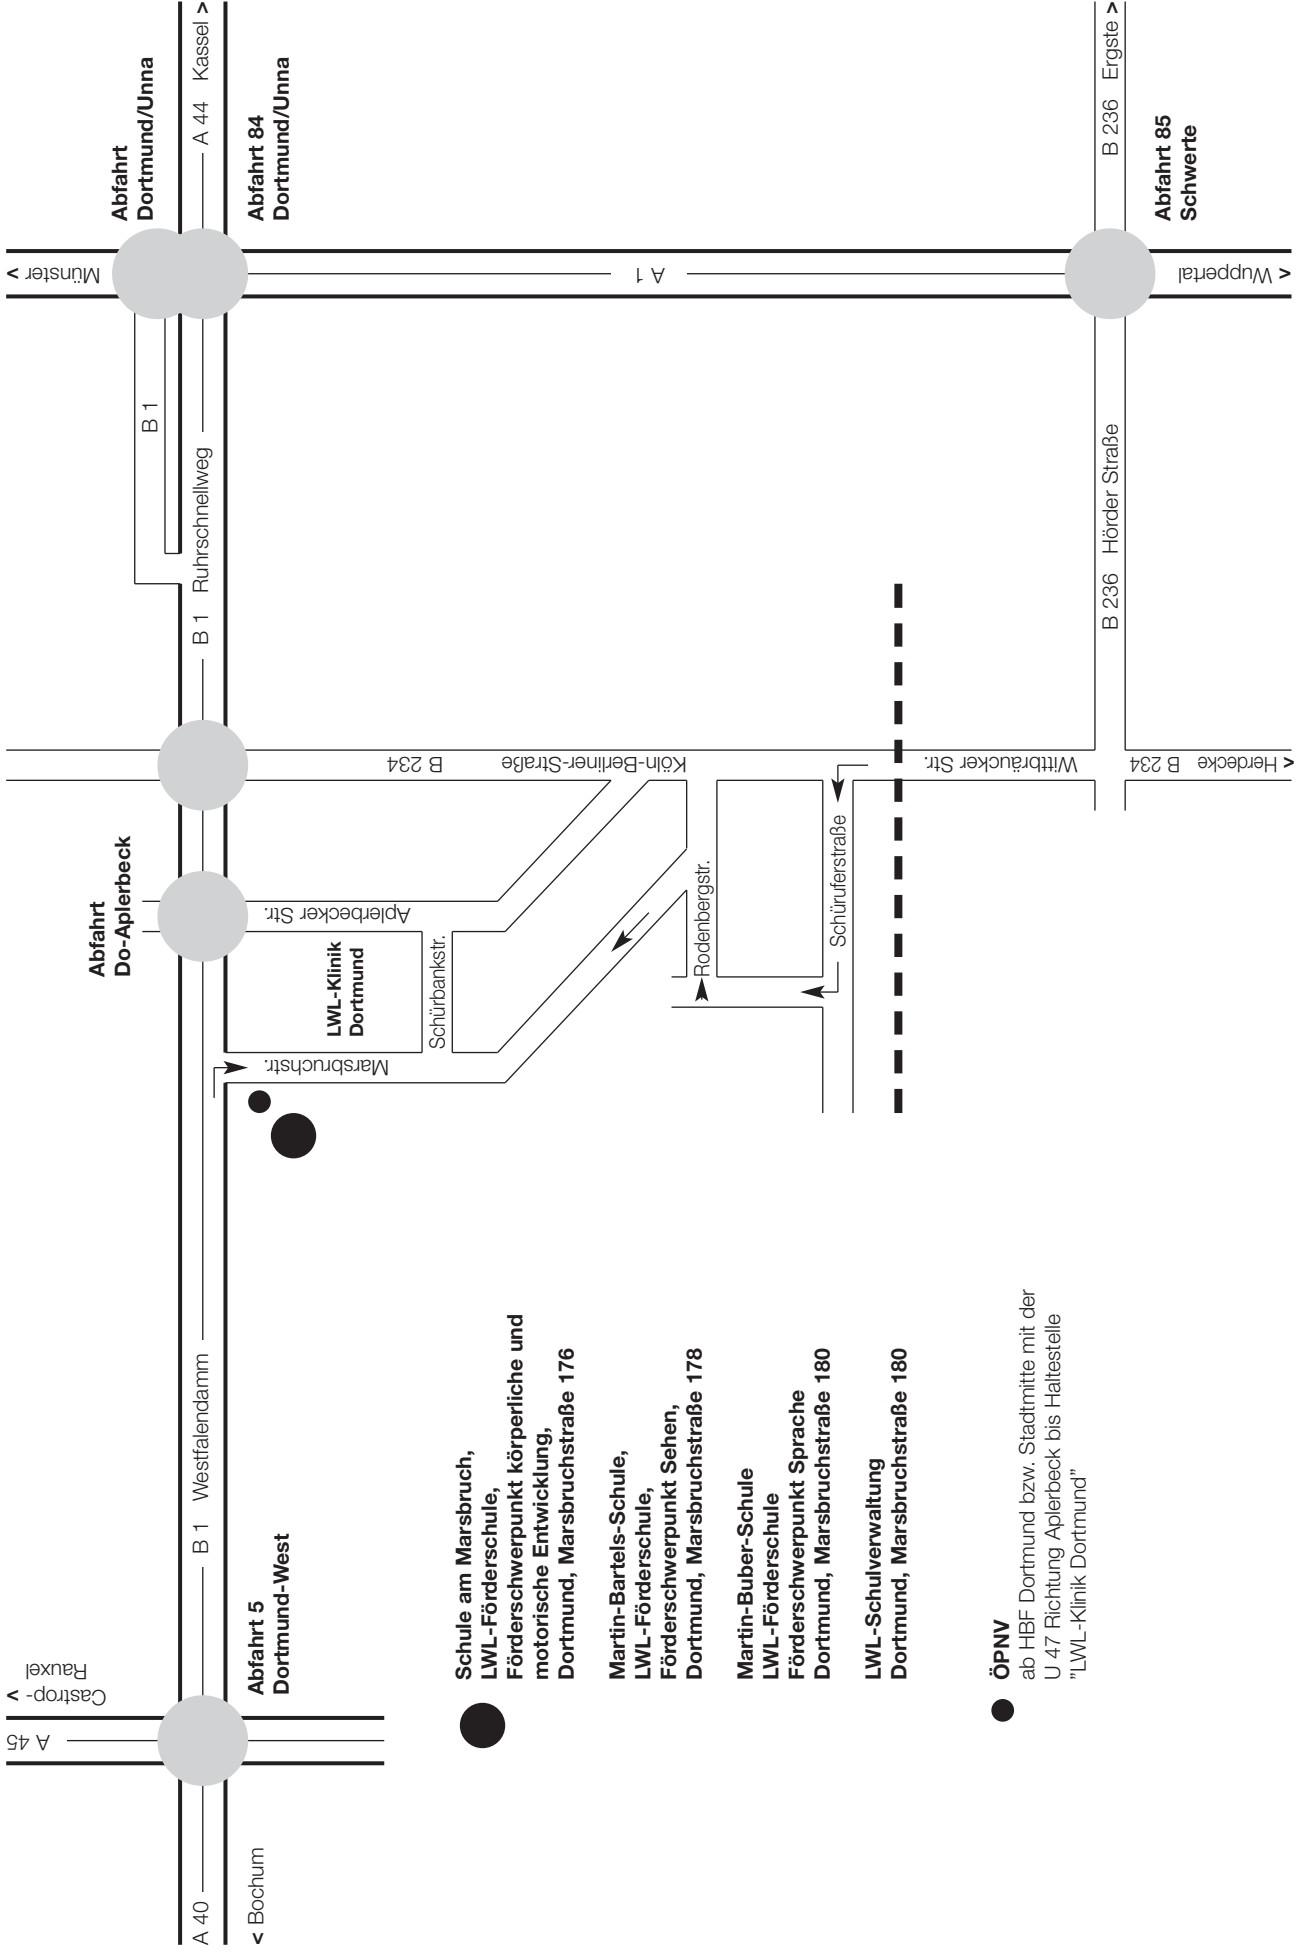 Castrop-
Rauxel <
A 45
A 40
< Bochum
Abfahrt 5
Dortmund-West
B 1 Westfalendamm
Abfahrt
Do-Aplerbeck
Marsbruchstr.
LWL-Klinik
Dortmund
Schürbankstr.
Aplerbecker Str.
B 1 Ruhrschnellweg
B 1
Abfahrt
Dortmund/Unna
Münster >
A 44 Kassel >
Abfahrt 84
Dortmund/Unna
A 1
B 234 Köln-Berliner-Straße
Rodenbergstr.
Schüruferstraße
Wittbräucker Str.
B 236 Hörder Straße
B 236 Ergste >
Abfahrt 85
Schwerte
Wuppertal >
B 234 Herdecke >
Schule am Marsbruch,
LWL-Förderschule,
Förderschwerpunkt körperliche und
motorische Entwicklung,
Dortmund, Marsbruchstraße 176
Martin-Bartels-Schule,
LWL-Förderschule,
Förderschwerpunkt Sehen,
Dortmund, Marsbruchstraße 178
Martin-Buber-Schule
LWL-Förderschule
Förderschwerpunkt Sprache
Dortmund, Marsbruchstraße 180
LWL-Schulverwaltung
Dortmund, Marsbruchstraße 180
ÖPNV
ab HBF Dortmund bzw. Stadtmitte mit der
U 47 Richtung Aplerbeck bis Haltestelle
"LWL-Klinik Dortmund"